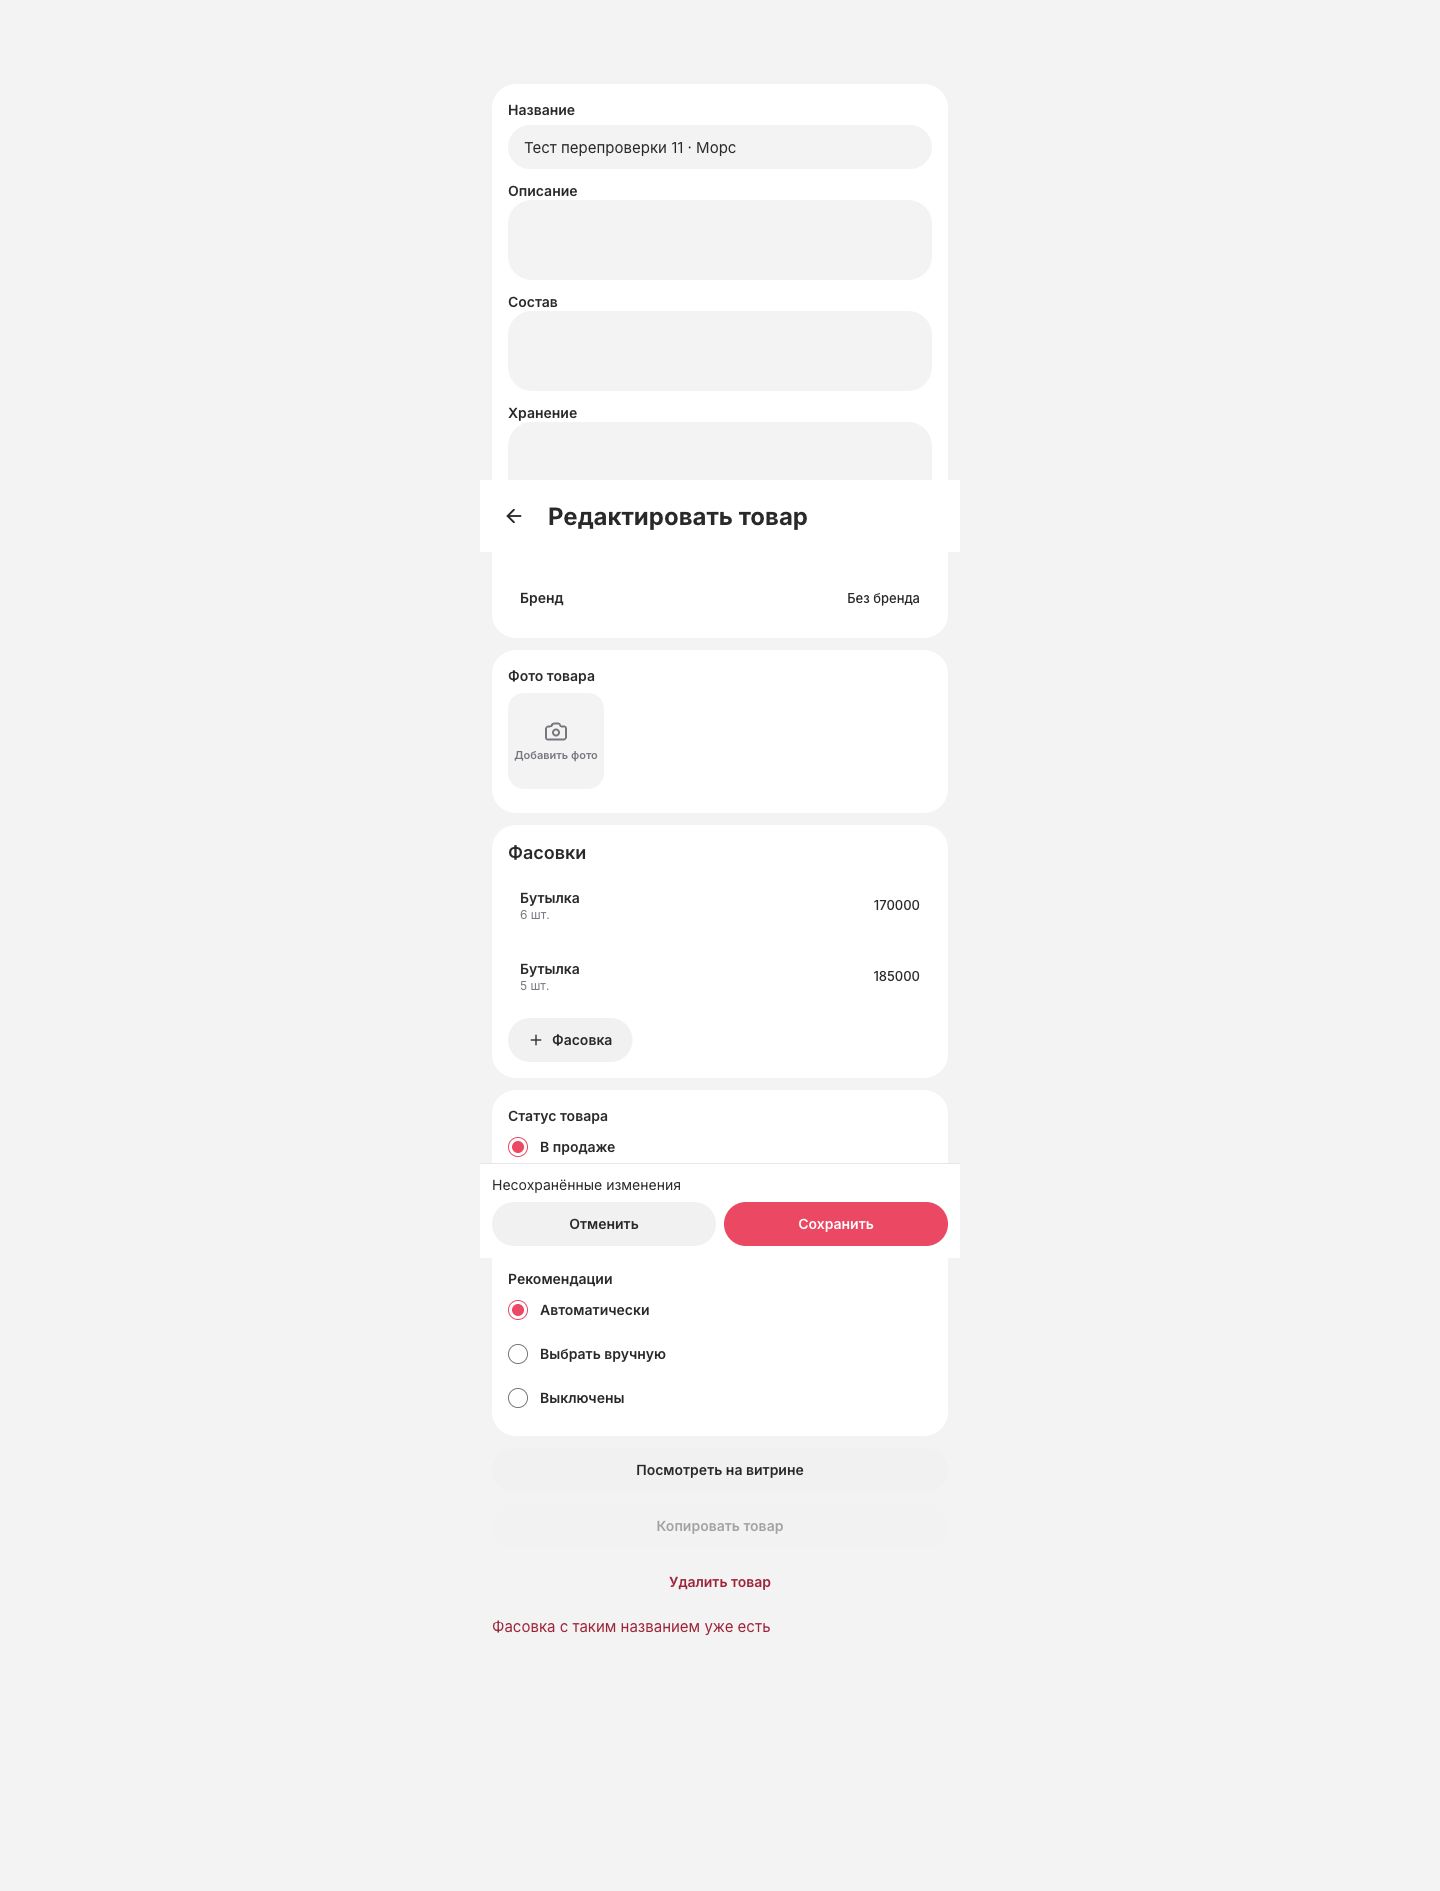 Название
Тест перепроверки 11 · Морс
Описание
Состав
Хранение
Редактировать товар
Бренд
Без бренда
Фото товара
Добавить фото
Фасовки
Бутылка
6 шт.
170000
Бутылка
5 шт.
185000
Фасовка
Статус товара
В продаже
Несохранённые изменения
Отменить
Сохранить
Рекомендации
Автоматически
Выбрать вручную
Выключены
Посмотреть на витрине
Копировать товар
Удалить товар
Фасовка с таким названием уже есть